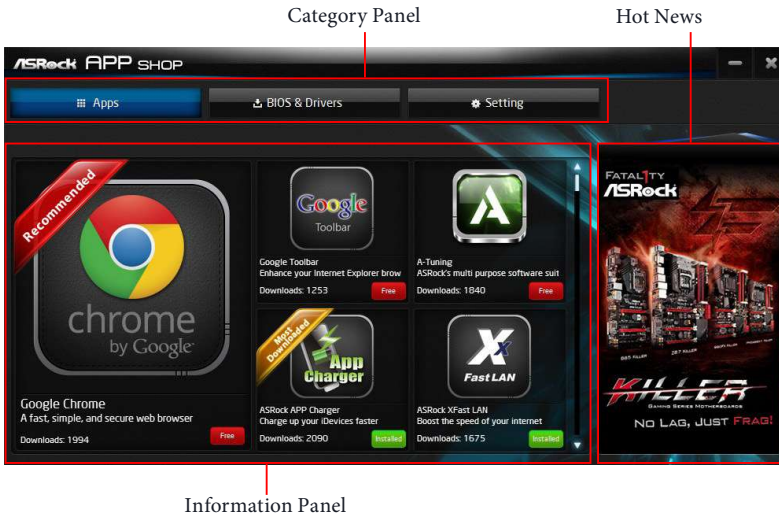 Category Panel
Hot News
ASRock APP SHOP
Apps
BIOS & Drivers
Setting
Recommended
chrome
by Google
Google Chrome
A fast, simple, and secure web browser
Downloads: 1994
Free
Google
Toolbar
Google Toolbar
Enhance your Internet Explorer brow
Downloads: 1253
Free
A-Tuning
ASRock's multi purpose software suit
Downloads: 1840
Free
Most
Downloaded
App
Charger
ASRock APP Charger
Charge up your iDevices faster
Downloads: 2090
Installed
Fast LAN
ASRock XFast LAN
Boost the speed of your internet
Downloads: 1675
Installed
FATAL1TY
ASRock
KILLER
GAMING SERIES MOTHERBOARDS
NO LAG, JUST FRAG!
Information Panel